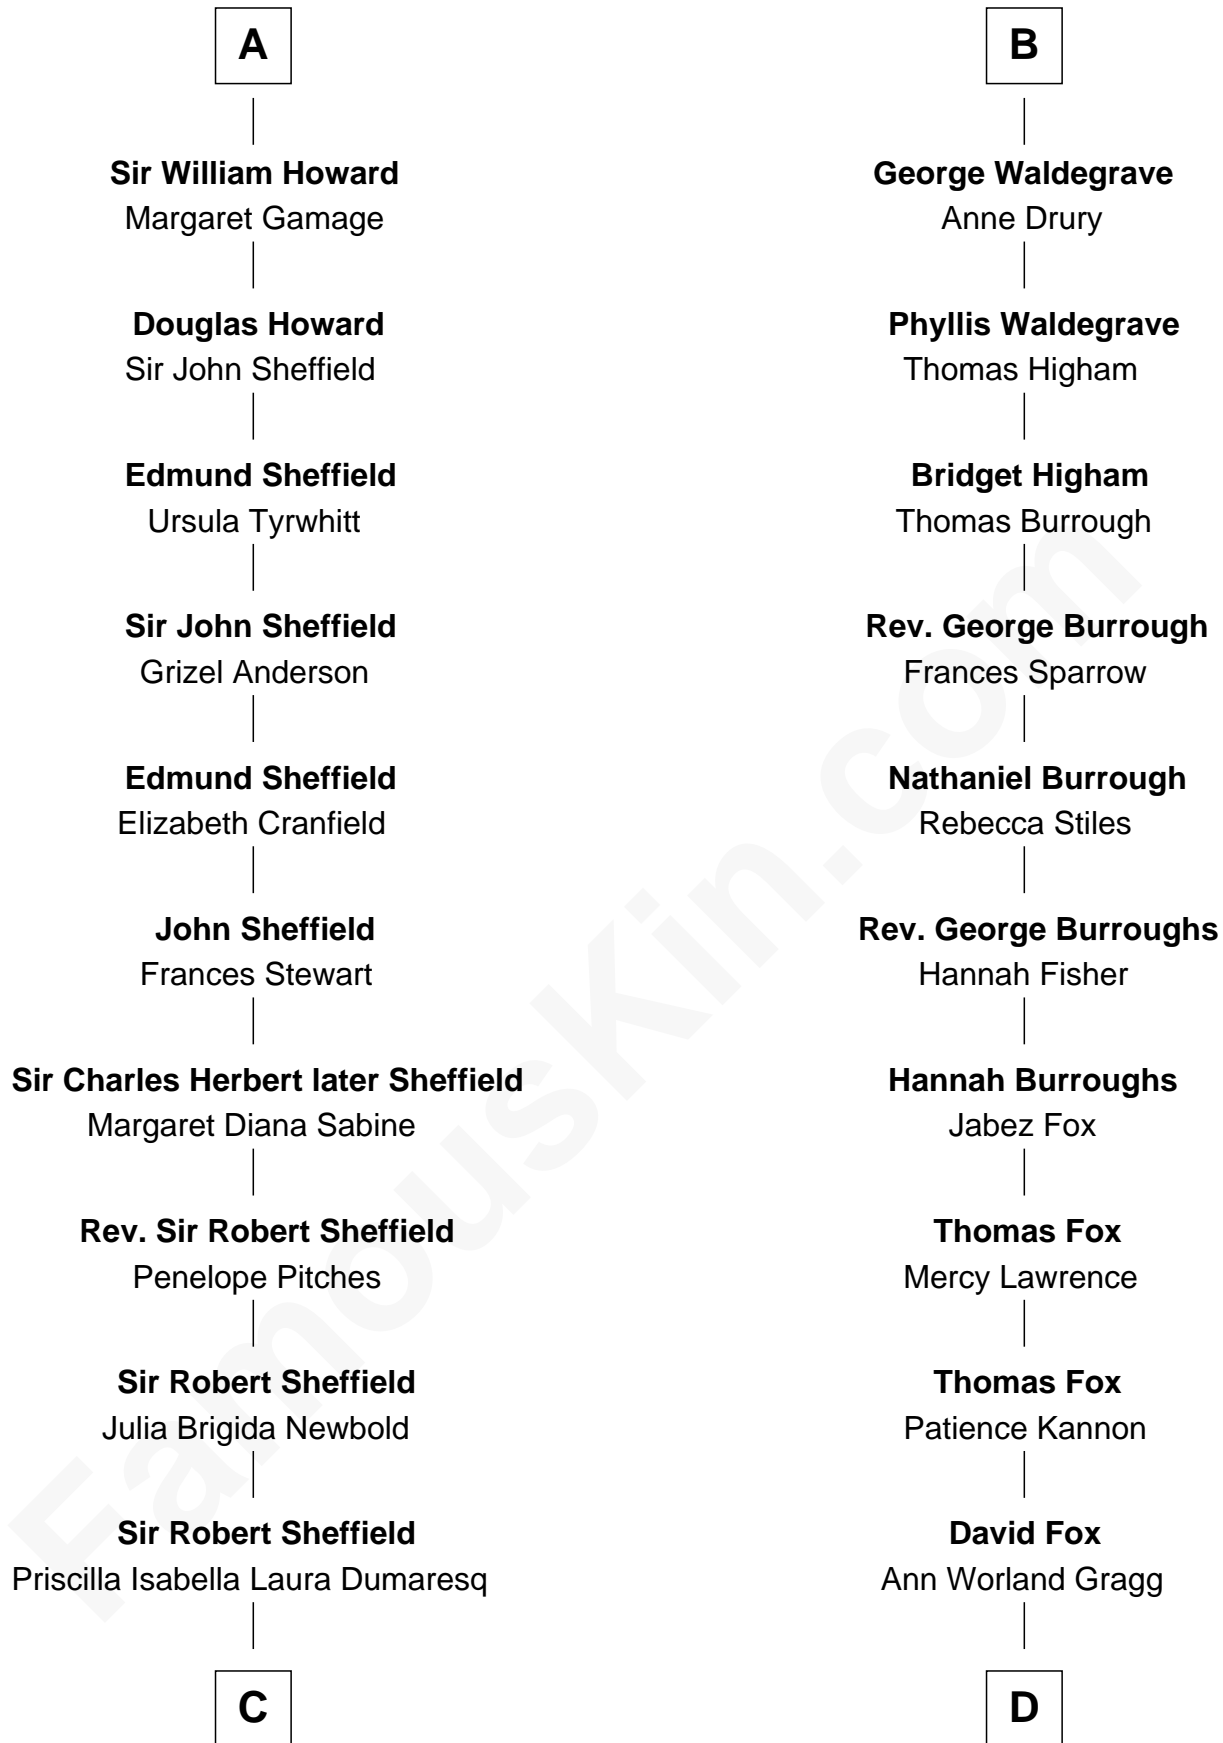 A
Sir William Howard
Margaret Gamage
Douglas Howard
Sir John Sheffield
Edmund Sheffield
Ursula Tyrwhitt
Sir John Sheffield
Grizel Anderson
Edmund Sheffield
Elizabeth Cranfield
John Sheffield
Frances Stewart
Sir Charles Herbert later Sheffield
Margaret Diana Sabine
Rev. Sir Robert Sheffield
Penelope Pitches
Sir Robert Sheffield
Julia Brigida Newbold
Sir Robert Sheffield
Priscilla Isabella Laura Dumaresq
C
B
George Waldegrave
Anne Drury
Phyllis Waldegrave
Thomas Higham
Bridget Higham
Thomas Burrough
Rev. George Burrough
Frances Sparrow
Nathaniel Burrough
Rebecca Stiles
Rev. George Burroughs
Hannah Fisher
Hannah Burroughs
Jabez Fox
Thomas Fox
Mercy Lawrence
Thomas Fox
Patience Kannon
David Fox
Ann Worland Gragg
D
FamousKin.com